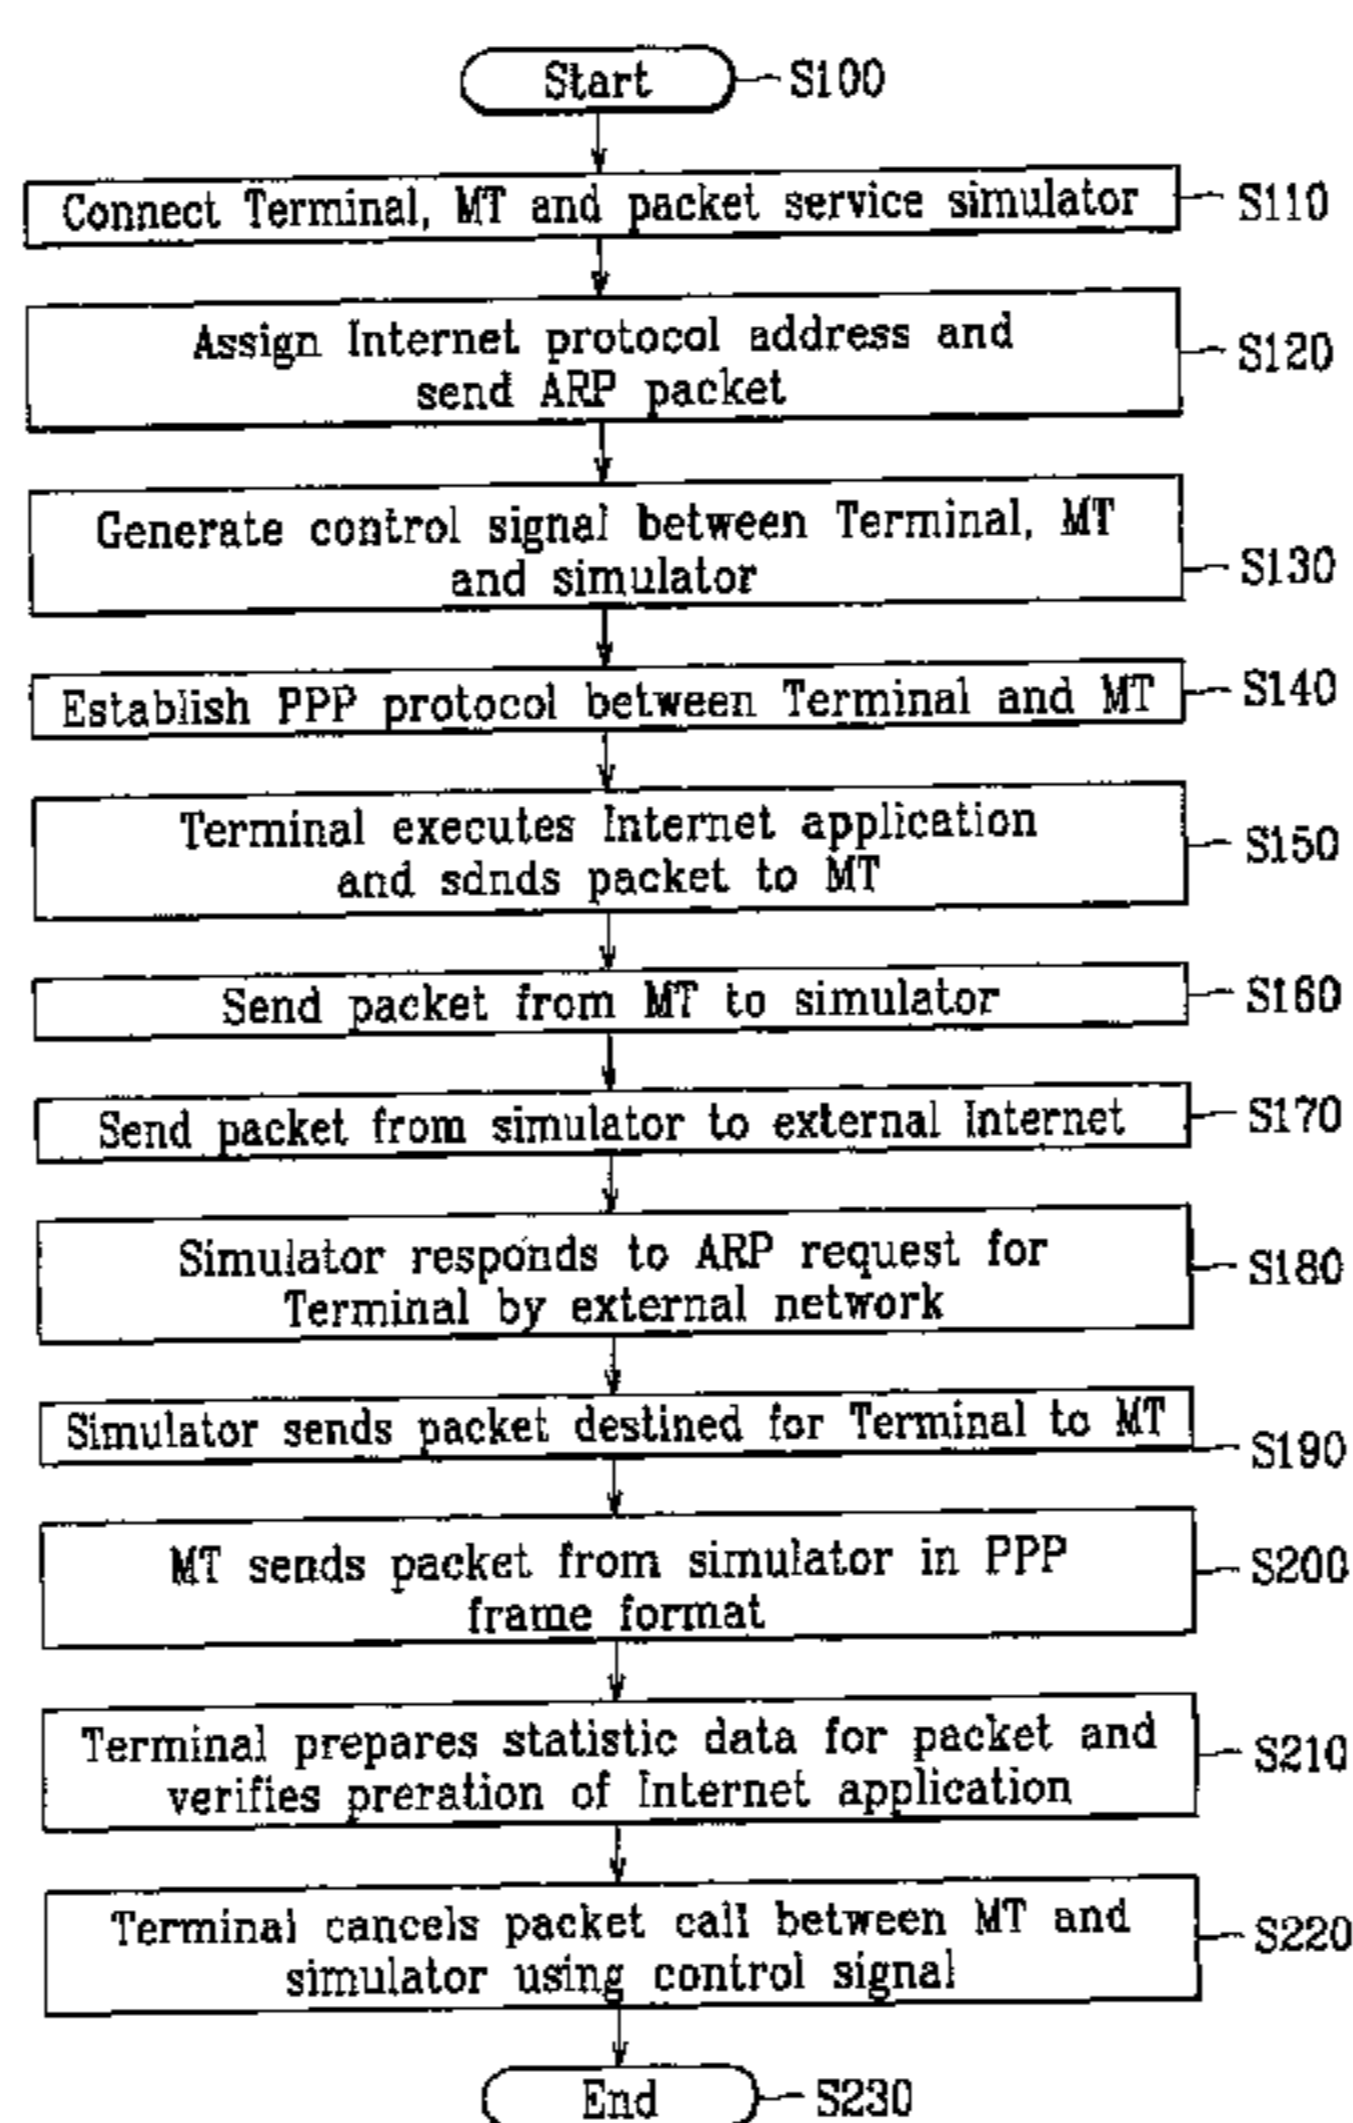 Start S100
Connect Terminal, MT and packet service simulator S110
Assign Internet protocol address and
send ARP packet
S120
Generate control signal between Terminal, MT
and simulator
S130
Establish PPP protocol between Terminal and MT S140
Terminal executes Internet application
and sdnds packet to MT
S150
Send packet from MT to simulator S160
Send packet from simulator to external Internet S170
Simulator responds to ARP request for
Terminal by external network
S180
Simulator sends packet destined for Terminal to MT
S190
MT sends packet from simulator in PPP
frame format
S200
Terminal prepares statistic data for packet and
verifies preration of Internet application
S210
Terminal cancels packet call between MT and
simulator using control signal
S220
End S230